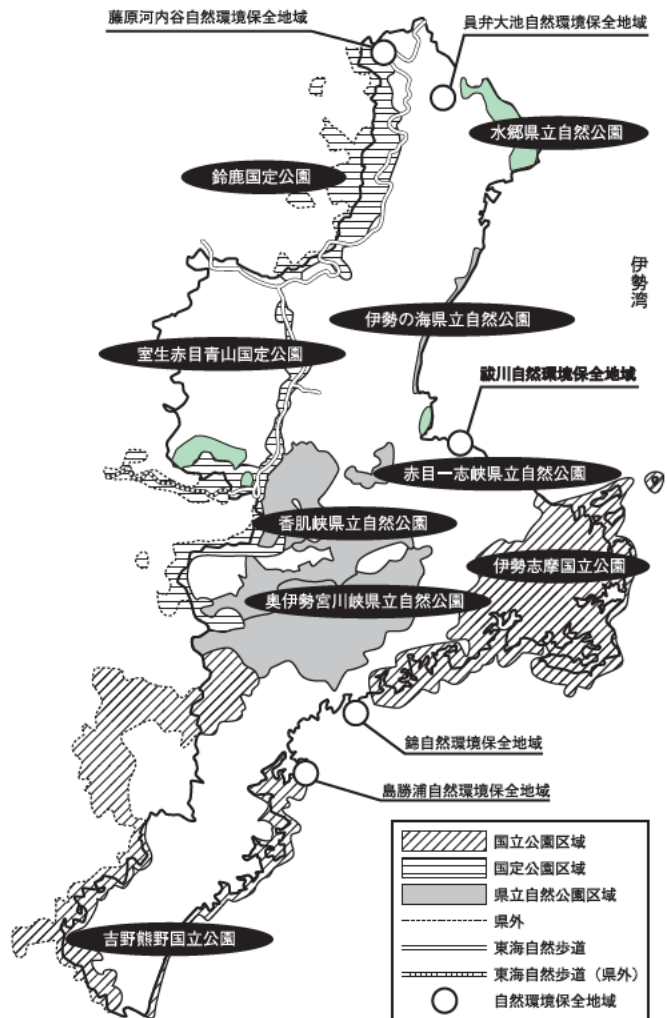 藤原河内谷自然環境保全地域
員弁大池自然環境保全地域
水郷県立自然公園
鈴鹿国定公園
伊勢湾
伊勢の海県立自然公園
室生赤目青山国定公園
祓川自然環境保全地域
赤目一志峡県立自然公園
香肌峡県立自然公園
伊勢志摩国立公園
奥伊勢宮川峡県立自然公園
錦自然環境保全地域
島勝浦自然環境保全地域
吉野熊野国立公園
国立公園区域
国定公園区域
県立自然公園区域
県外
東海自然歩道
東海自然歩道（県外）
自然環境保全地域